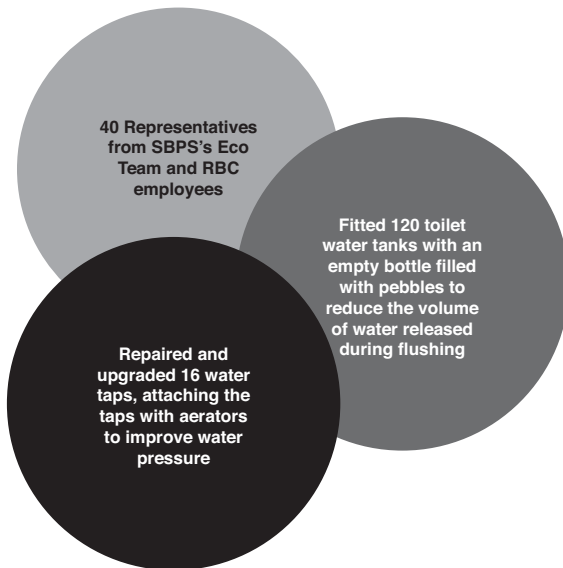 40 Representatives
from SBPS's Eco
Team and RBC
employees
Fitted 120 toilet
water tanks with an
empty bottle filled
with pebbles to
reduce the volume
of water released
during flushing
Repaired and
upgraded 16 water
taps, attaching the
taps with aerators
to improve water
pressure